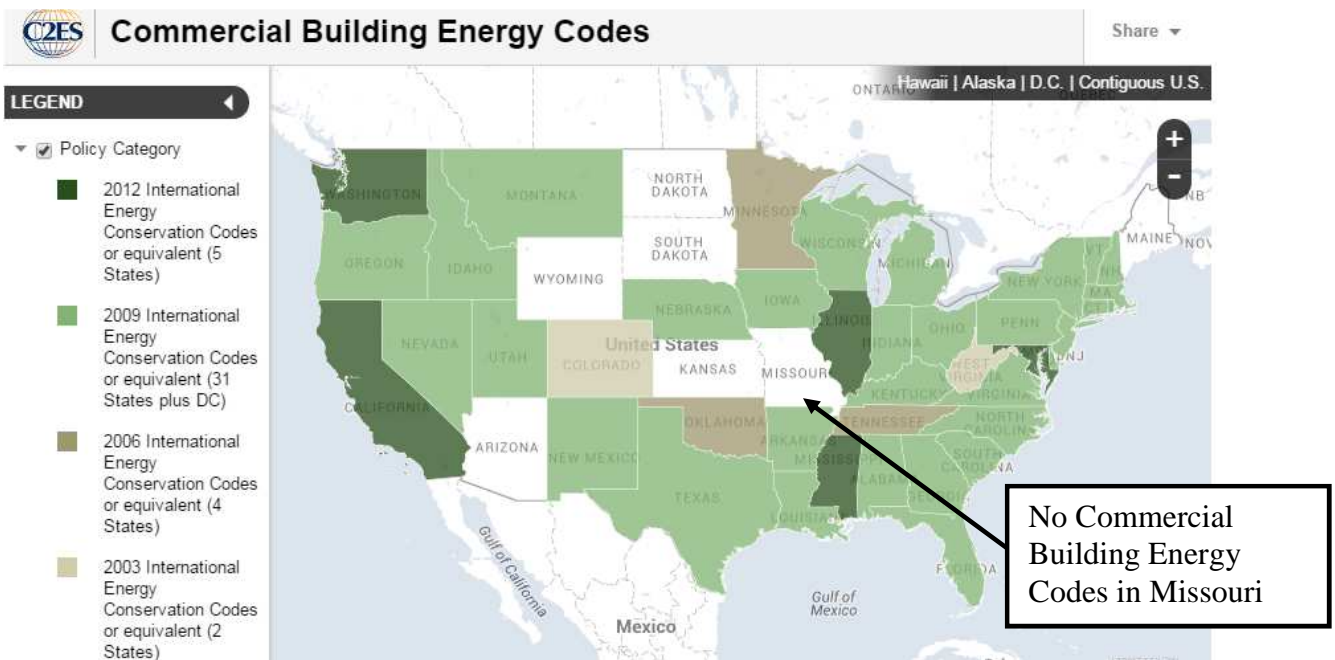 C2ES
Commercial Building Energy Codes
Share
Hawaii | Alaska | D.C. | Contiguous U.S.
LEGEND
Policy Category
2012 International
Energy
Conservation Codes
or equivalent (5
States)
2009 International
Energy
Conservation Codes
or equivalent (31
States plus DC)
2006 International
Energy
Conservation Codes
or equivalent (4
States)
2003 International
Energy
Conservation Codes
or equivalent (2
States)
+
-
NB
WASHINGTON
MONTANA
NORTH
DAKOTA
MINNESOTA
SOUTH
DAKOTA
WISCONSIN
MICHIGAN
VT
MAINE
NH
OREGON
IDAHO
WYOMING
NEW YORK
MA
CT
NEBRASKA
IOWA
ILLINOIS
INDIANA
OHIO
PENN
NJ
NEVADA
UTAH
COLORADO
United States
KANSAS
MISSOURI
WEST
VIRGINIA
KENTUCKY
VIRGINIA
CALIFORNIA
ARIZONA
NEW MEXICO
OKLAHOMA
ARKANSAS
TENNESSEE
NORTH
CAROLINA
MISSISSIPPI
SOUTH
CAROLINA
TEXAS
ALABAMA
GEORGIA
LOUISIANA
FLORIDA
Gulf of California
Mexico
Gulf of
Mexico
No Commercial
Building Energy
Codes in Missouri